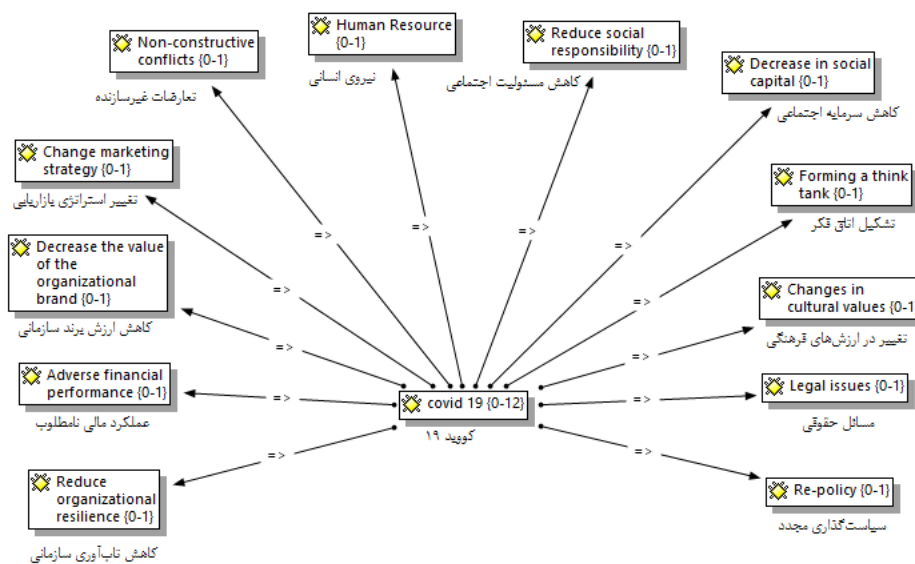 Human Resource
{0-1}
نیروی انسانی
Non-constructive
conflicts {0-1}
تعارضات غیرسازنده
Reduce social
responsibility {0-1}
کاهش مسئولیت اجتماعی
Decrease in social
capital {0-1}
کاهش سرمایه اجتماعی
Change marketing
strategy {0-1}
تغییر استراتژی بازاریابی
Forming a think
tank {0-1}
تشکیل اتاق فکر
Decrease the value
of the
organizational
brand {0-1}
کاهش ارزش برند سازمانی
Changes in
cultural values {0-1
تغییر در ارزش‌های فرهنگی
Adverse financial
performance {0-1}
عملکرد مالی نامطلوب
covid 19 {0-12}
کووید ۱۹
Legal issues {0-1}
مسائل حقوقی
Reduce
organizational
resilience {0-1}
کاهش تاب‌آوری سازمانی
Re-policy {0-1}
سیاست‌گذاری مجدد
=>
=>
=>
=>
=>
=>
=>
=>
=>
=>
=>
=>